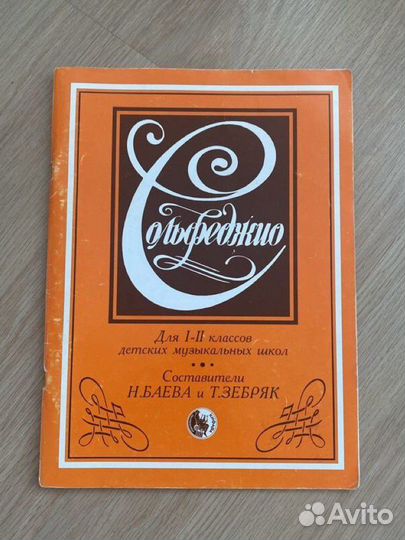 Сольфеджио
Для I-II классов
детских музыкальных школ
Составители
Н.БАЕВА и Т.ЗЕБРЯК
Avito